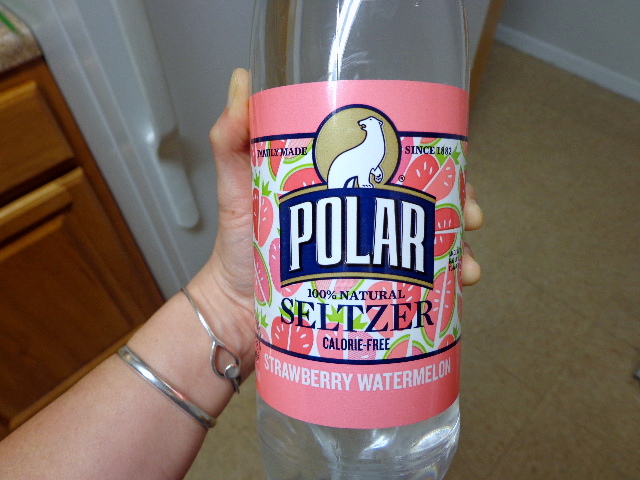 FAMILY MADE SINCE 1882
POLAR
100% NATURAL
SELTZER
CALORIE-FREE
STRAWBERRY WATERMELON